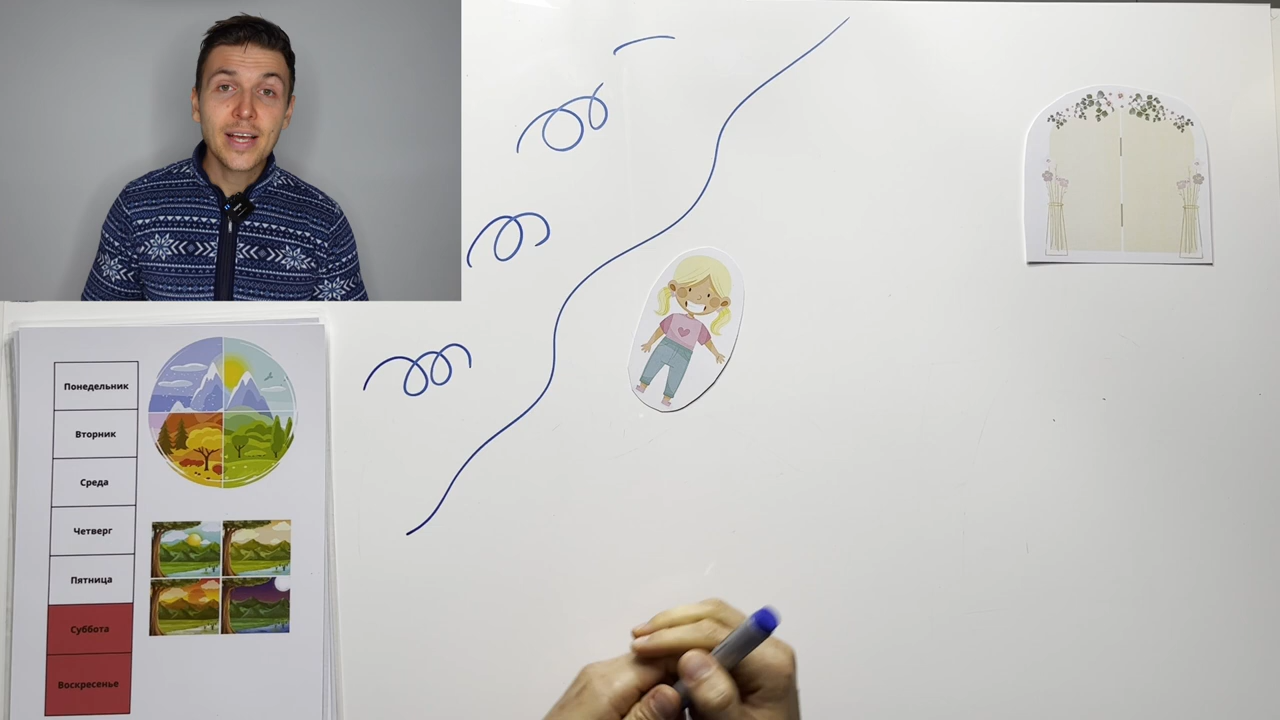 Понедельник
Вторник
Среда
Четверг
Пятница
Суббота
Воскресенье